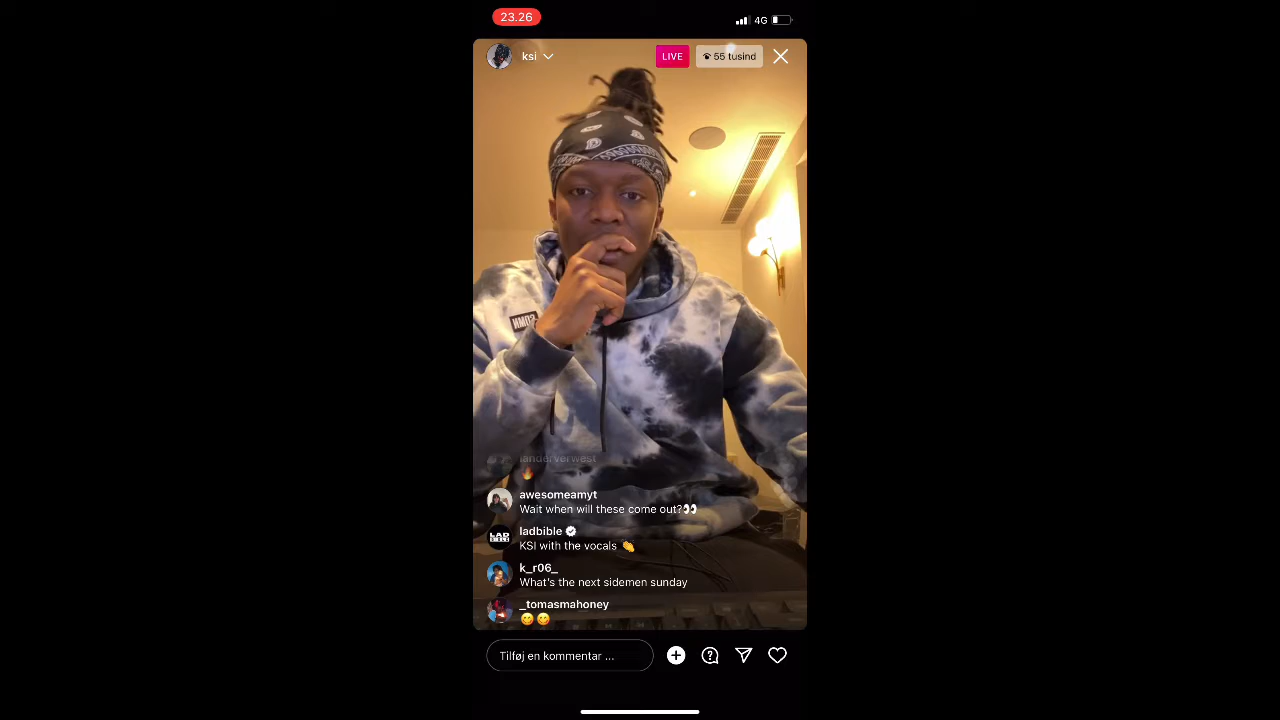 23.26
4G
ksi
LIVE
55 tusind
landerverwest
🔥
awesomeamyt
Wait when will these come out?👀
ladbible
KSI with the vocals 👏
k_r06_
What's the next sidemen sunday
_tomasmahoney
😋 😋
Tilføj en kommentar ...